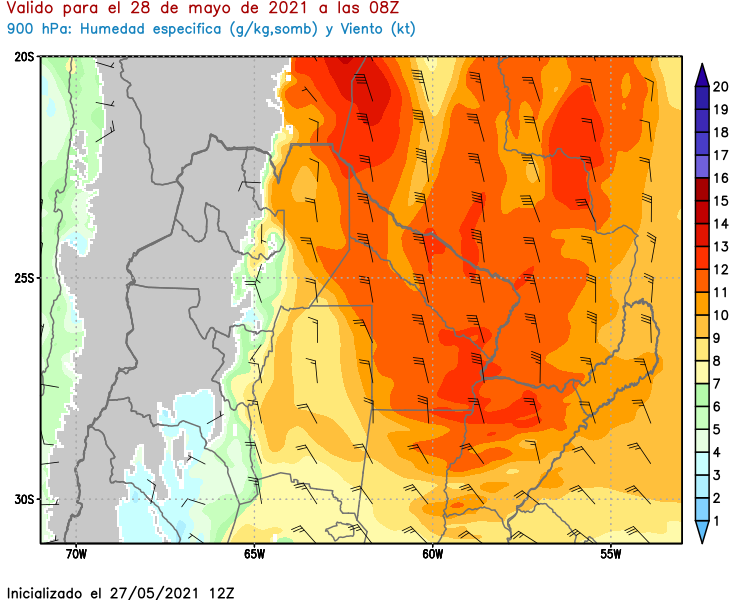 Valido para el 28 de mayo de 2021 a las 08Z
900 hPa: Humedad especifica (g/kg,somb) y Viento (kt)
20S
25S
30S
70W
65W
60W
55W
20
19
18
17
16
15
14
13
12
11
10
9
8
7
6
5
4
3
2
1
Inicializado el 27/05/2021 12Z